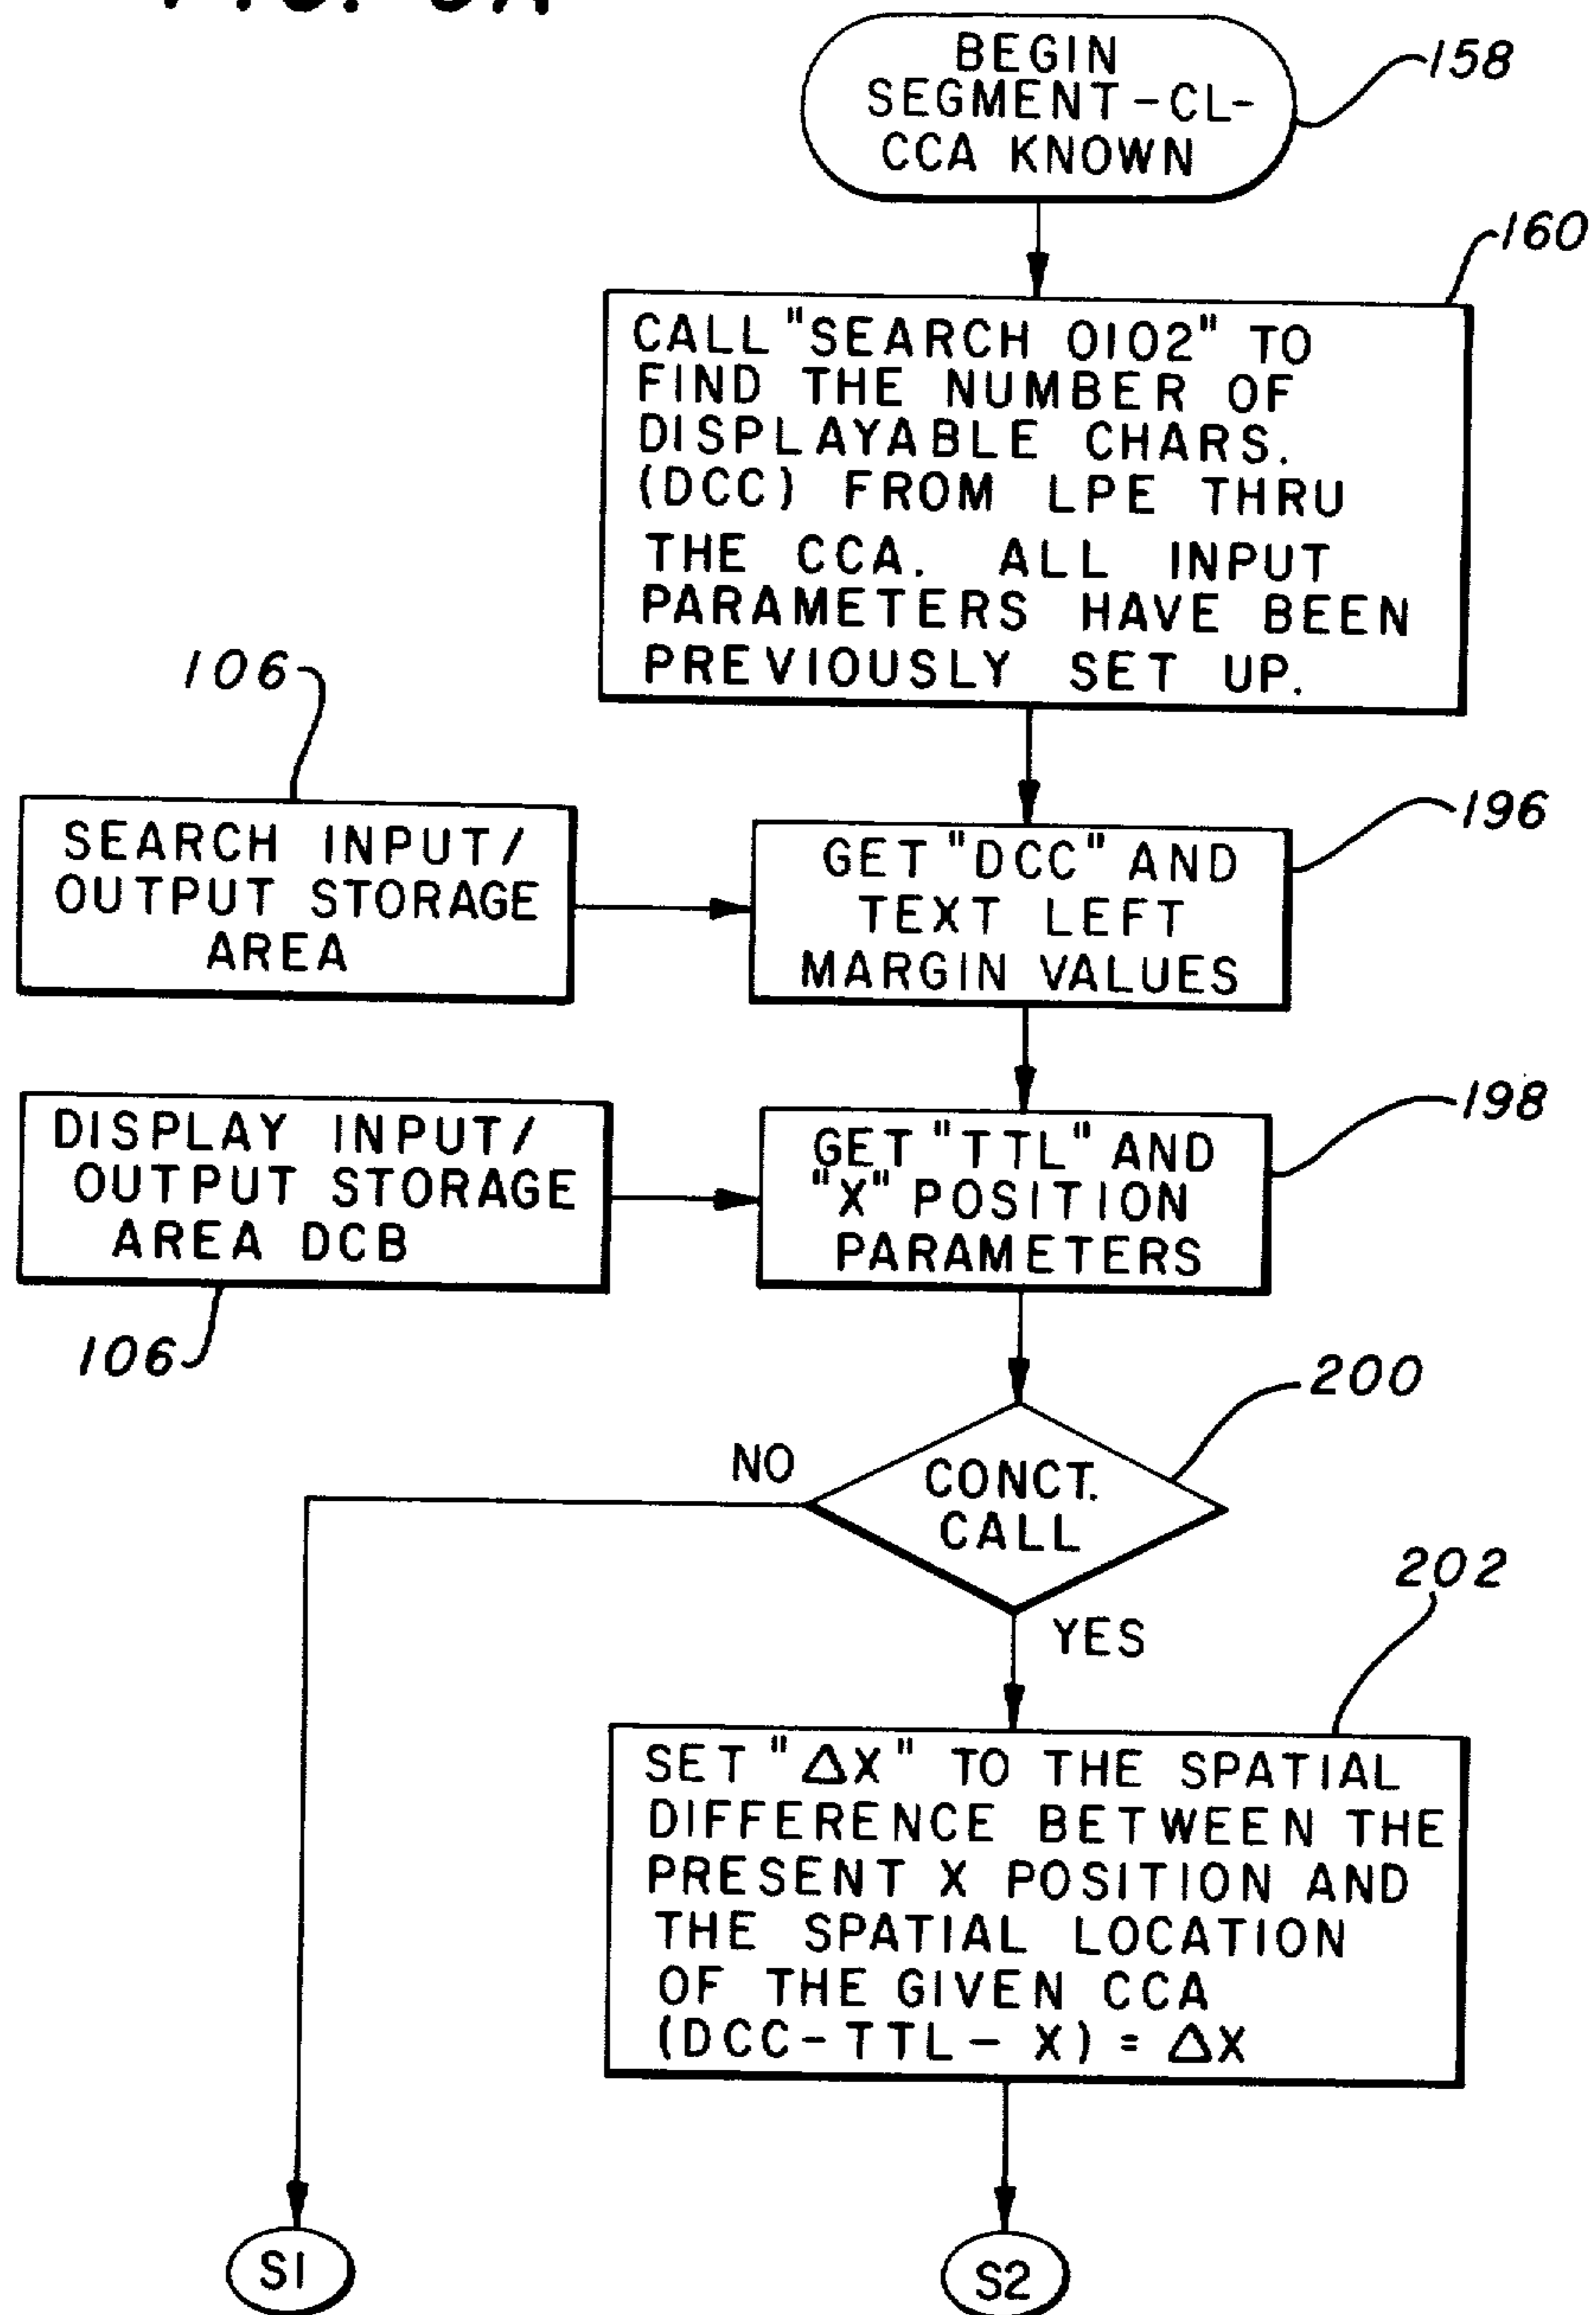 BEGIN
SEGMENT-CL-
CCA KNOWN
158
160
CALL "SEARCH 0102" TO
FIND THE NUMBER OF
DISPLAYABLE CHARS.
(DCC) FROM LPE THRU
THE CCA. ALL INPUT
PARAMETERS HAVE BEEN
PREVIOUSLY SET UP.
106
SEARCH INPUT/
OUTPUT STORAGE
AREA
196
GET "DCC" AND
TEXT LEFT
MARGIN VALUES
DISPLAY INPUT/
OUTPUT STORAGE
AREA DCB
106
198
GET "TTL" AND
"X" POSITION
PARAMETERS
200
NO
CONCT.
CALL
YES
202
SET "ΔX" TO THE SPATIAL
DIFFERENCE BETWEEN THE
PRESENT X POSITION AND
THE SPATIAL LOCATION
OF THE GIVEN CCA
(DCC-TTL- X) = ΔX
S1
S2